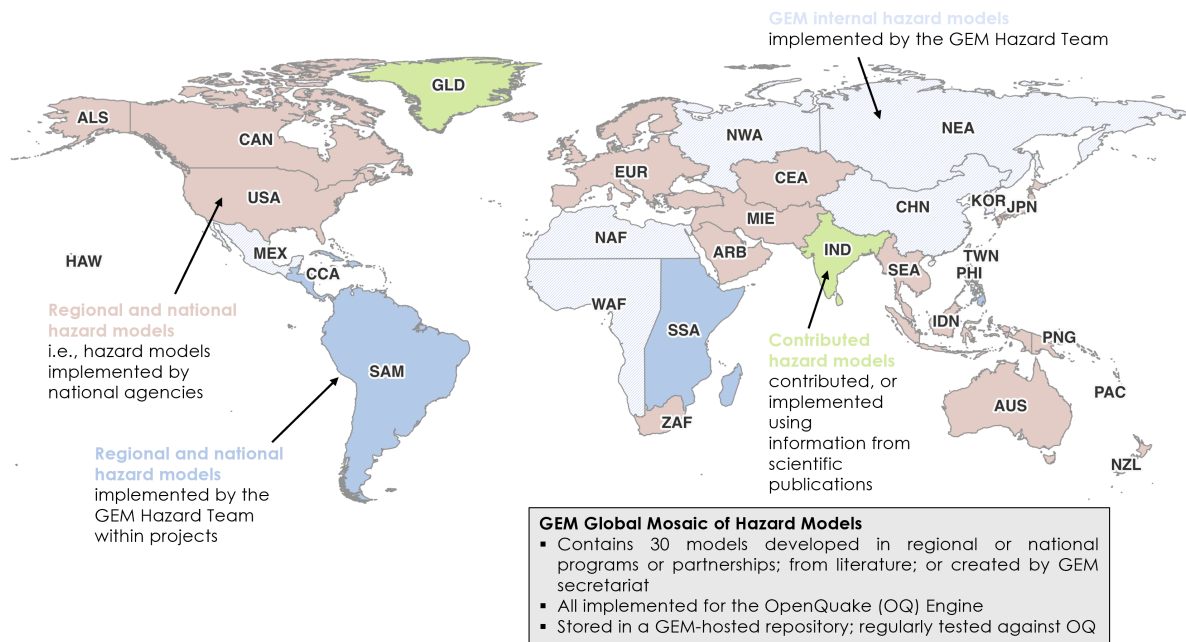 GEM internal hazard models
implemented by the GEM Hazard Team
GLD
ALS
CAN
NWA
NEA
EUR
CEA
USA
CHN
KOR
JPN
MIE
NAF
MEX
ARB
IND
HAW
CCA
SEA
TWN
PHI
WAF
SSA
IDN
PNG
Regional and national
hazard models
i.e., hazard models
implemented by
national agencies
Contributed
hazard models
contributed, or
implemented
using
information from
scientific
publications
SAM
PAC
AUS
ZAF
NZL
Regional and national
hazard models
implemented by the
GEM Hazard Team
within projects
GEM Global Mosaic of Hazard Models
▪ Contains 30 models developed in regional or national
programs or partnerships; from literature; or created by GEM
secretariat
▪ All implemented for the OpenQuake (OQ) Engine
▪ Stored in a GEM-hosted repository; regularly tested against OQ